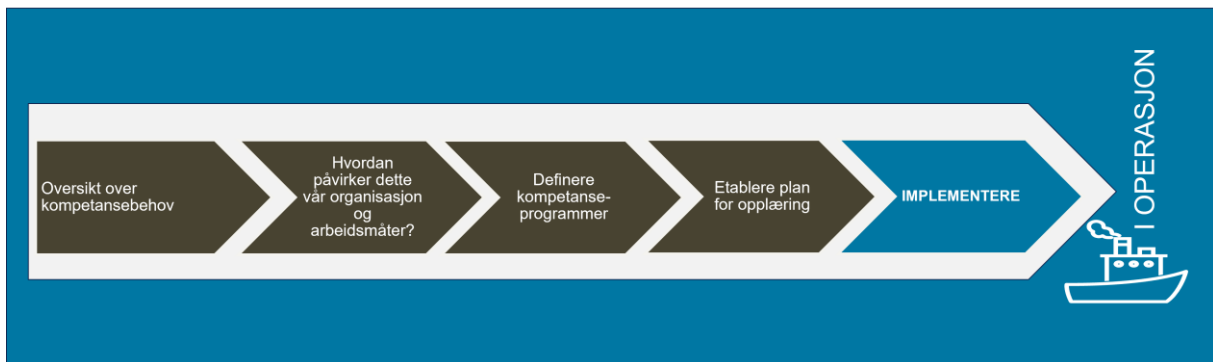 Oversikt over
kompetansebehov
Hvordan
påvirker dette
vår organisasjon
og
arbeidsmåter?
Definere
kompetanse-
programmer
Etablere plan
for opplæring
IMPLEMENTERE
I OPERASJON